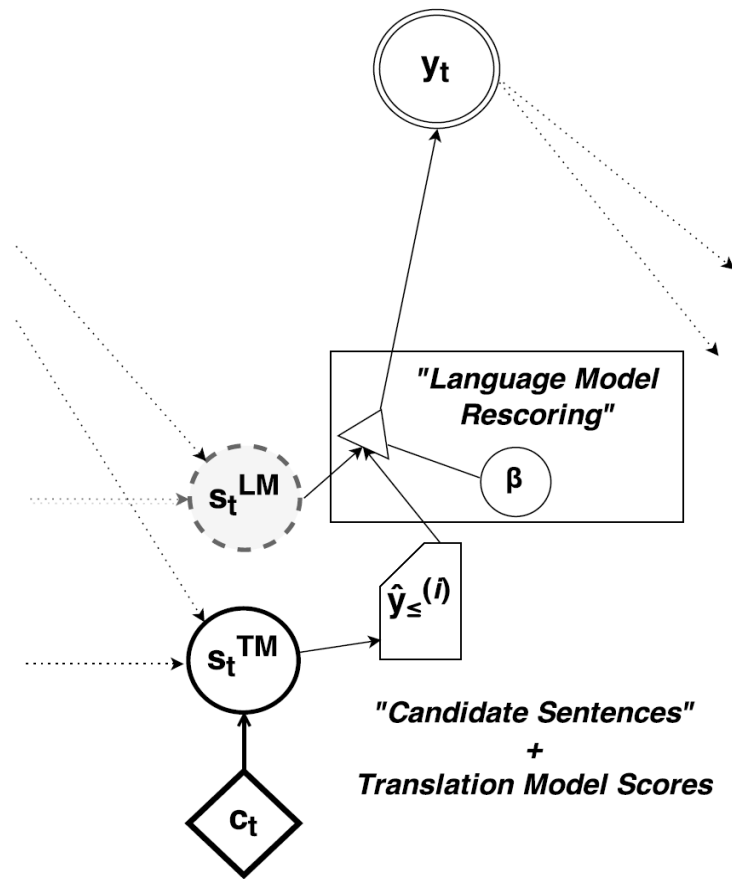 y_t
"Language Model
Rescoring"
s_t^LM
β
ŷ_≤^(i)
s_t^TM
"Candidate Sentences"
+
Translation Model Scores
c_t